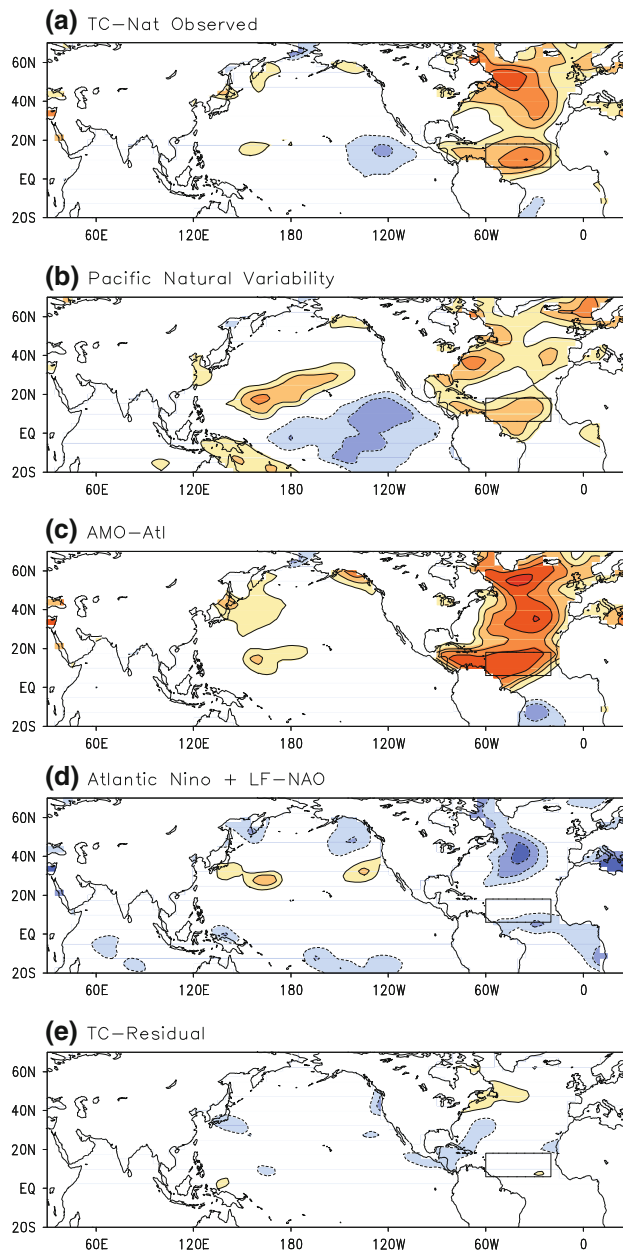 (a) TC-Nat Observed
60N
40N
20N
EQ
20S
60E 120E 180 120W 60W 0
(b) Pacific Natural Variability
60N
40N
20N
EQ
20S
60E 120E 180 120W 60W 0
(c) AMO-Atl
60N
40N
20N
EQ
20S
60E 120E 180 120W 60W 0
(d) Atlantic Nino + LF-NAO
60N
40N
20N
EQ
20S
60E 120E 180 120W 60W 0
(e) TC-Residual
60N
40N
20N
EQ
20S
60E 120E 180 120W 60W 0